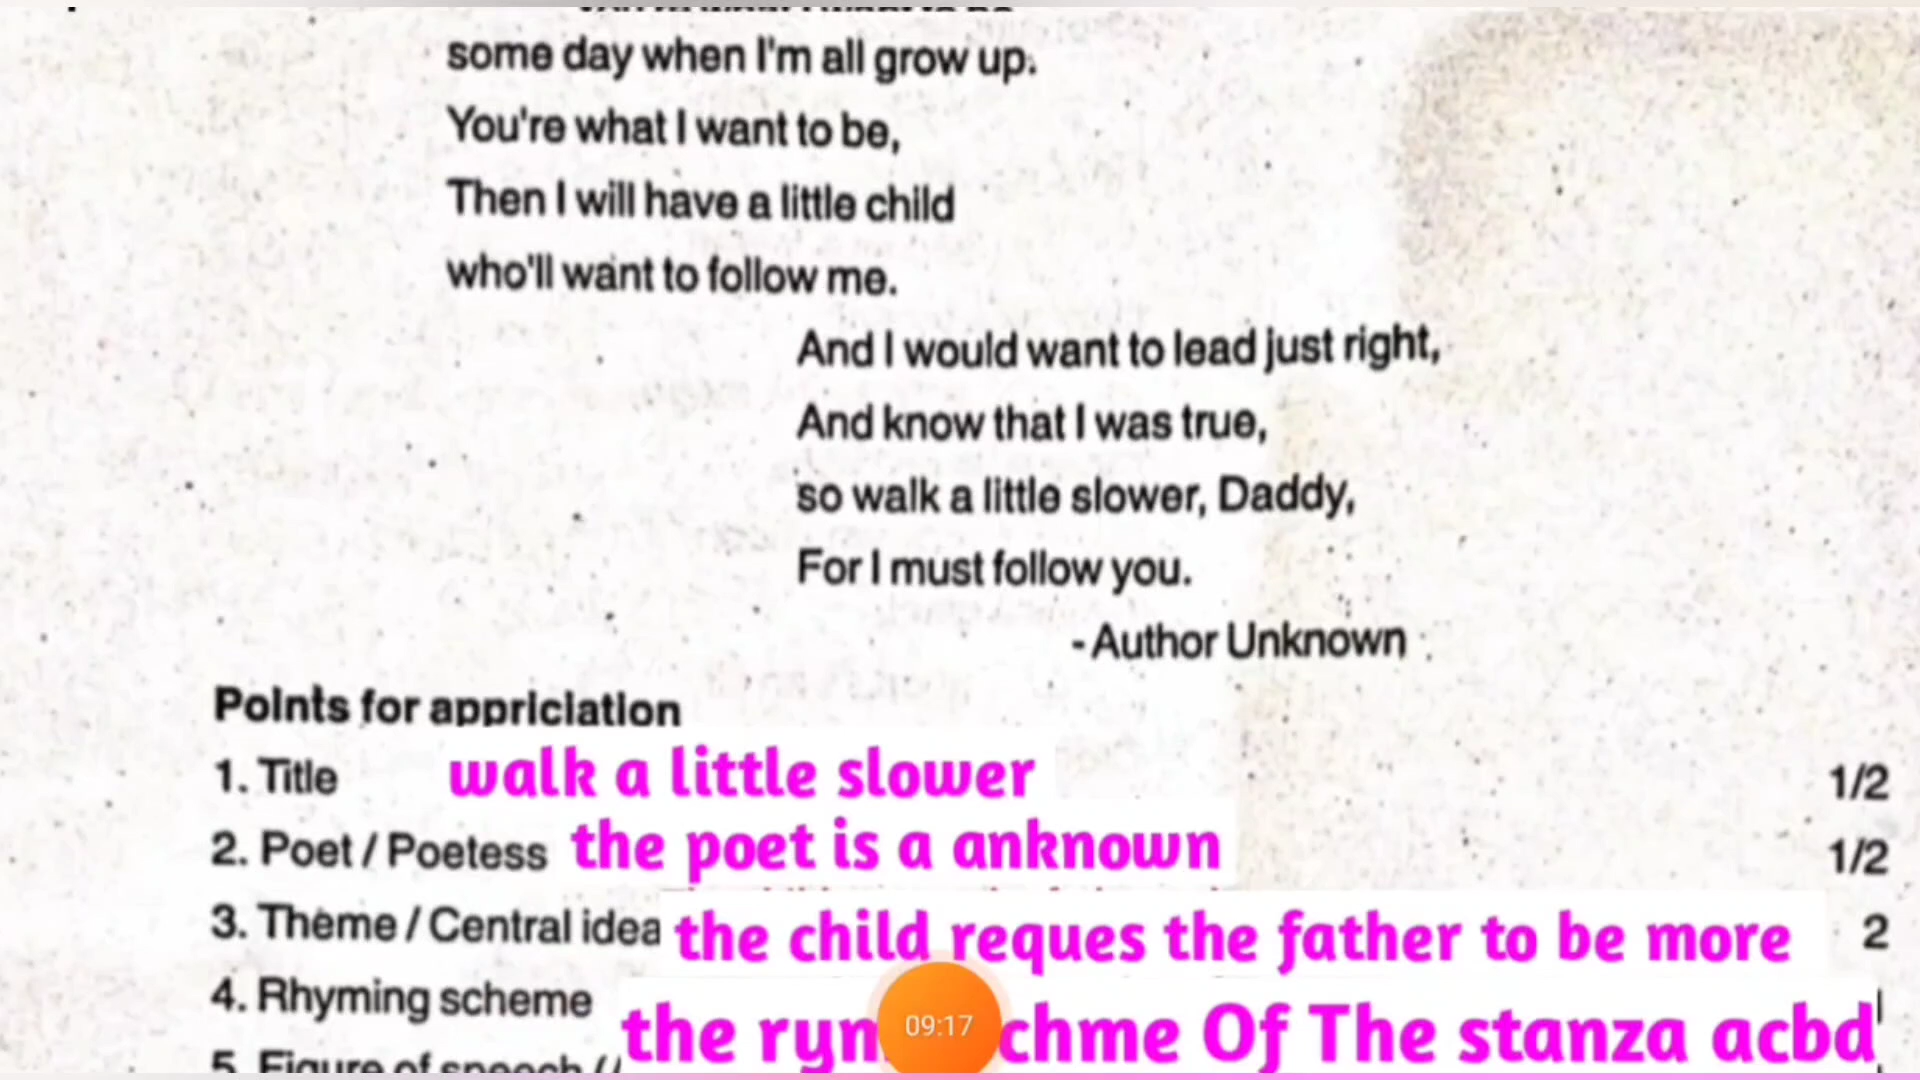 some day when I'm all grow up.
You're what I want to be,
Then I will have a little child
who'll want to follow me.
And I would want to lead just right,
And know that I was true,
so walk a little slower, Daddy,
For I must follow you.
- Author Unknown
Points for appriciation
1. Title walk a little slower 1/2
2. Poet / Poetess the poet is a anknown 1/2
3. Theme / Central idea the child reques the father to be more 2
4. Rhyming scheme
the chme Of The stanza acbd
09:17
5. Figure of speech